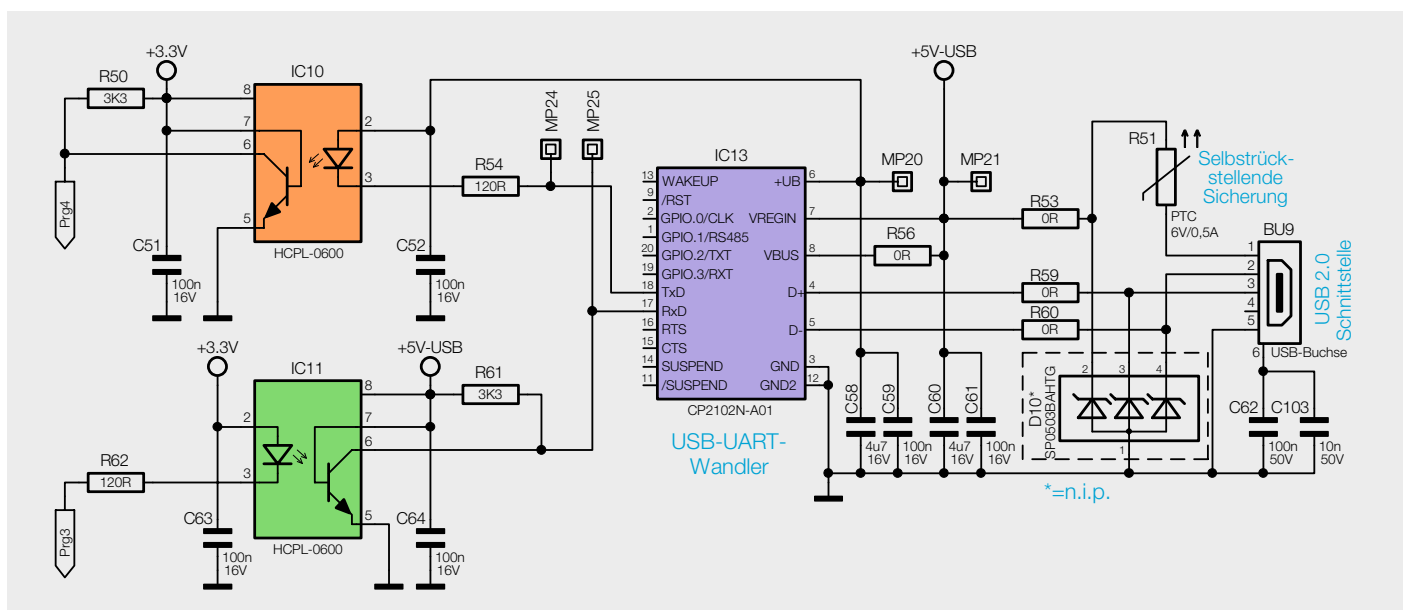 +3.3V
R50
3K3
IC10
8
7
6
5
2
3
HCPL-0600
Prg4
C51
100n
16V
C52
100n
16V
R54
120R
MP24
MP25
IC13
13 WAKEUP
9 /RST
2 GPIO.0/CLK
1 GPIO.1/RS485
20 GPIO.2/TXT
19 GPIO.3/RXT
18 TxD
17 RxD
16 RTS
15 CTS
14 SUSPEND
11 /SUSPEND
+UB 6
VREGIN 7
VBUS 8
D+ 4
D- 5
GND 3
GND2 12
CP2102N-A01
USB-UART-
Wandler
+5V-USB
MP20
MP21
R56
0R
R53
0R
R59
0R
R60
0R
R51
Selbstrück-
stellende
Sicherung
PTC
6V/0,5A
BU9
1
2
3
4
5
6
USB-Buchse
USB 2.0
Schnittstelle
D10*
SP0503BAHTG
2
3
4
1
*=n.i.p.
C58
4u7
16V
C59
100n
16V
C60
4u7
16V
C61
100n
16V
C62
100n
50V
C103
10n
50V
+3.3V
IC11
+5V-USB
R61
3K3
2
3
8
7
6
5
HCPL-0600
R62
120R
Prg3
C63
100n
16V
C64
100n
16V